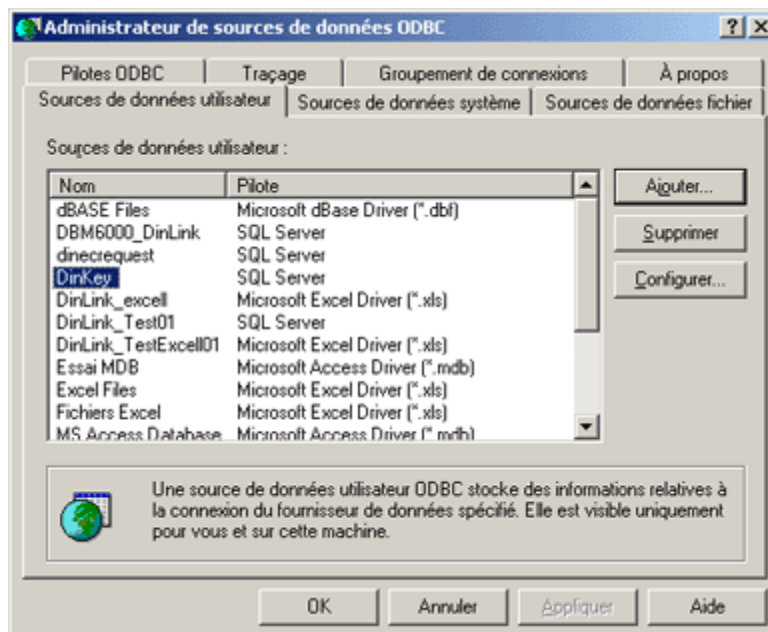 Administrateur de sources de données ODBC
Pilotes ODBC Traçage Groupement de connexions À propos
Sources de données utilisateur Sources de données système Sources de données fichier
Sources de données utilisateur :
Nom Pilote
dBASE Files Microsoft dBase Driver (*.dbf)
DBM6000_DinLink SQL Server
dinecrequest SQL Server
DinKey SQL Server
DinLink_excell Microsoft Excel Driver (*.xls)
DinLink_Test01 SQL Server
DinLink_TestExcell01 Microsoft Excel Driver (*.xls)
Essai MDB Microsoft Access Driver (*.mdb)
Excel Files Microsoft Excel Driver (*.xls)
Fichiers Excel Microsoft Excel Driver (*.xls)
MS Access Database Microsoft Access Driver (*.mdb)
Ajouter...
Supprimer
Configurer...
Une source de données utilisateur ODBC stocke des informations relatives à
la connexion du fournisseur de données spécifié. Elle est visible uniquement
pour vous et sur cette machine.
OK Annuler Appliquer Aide